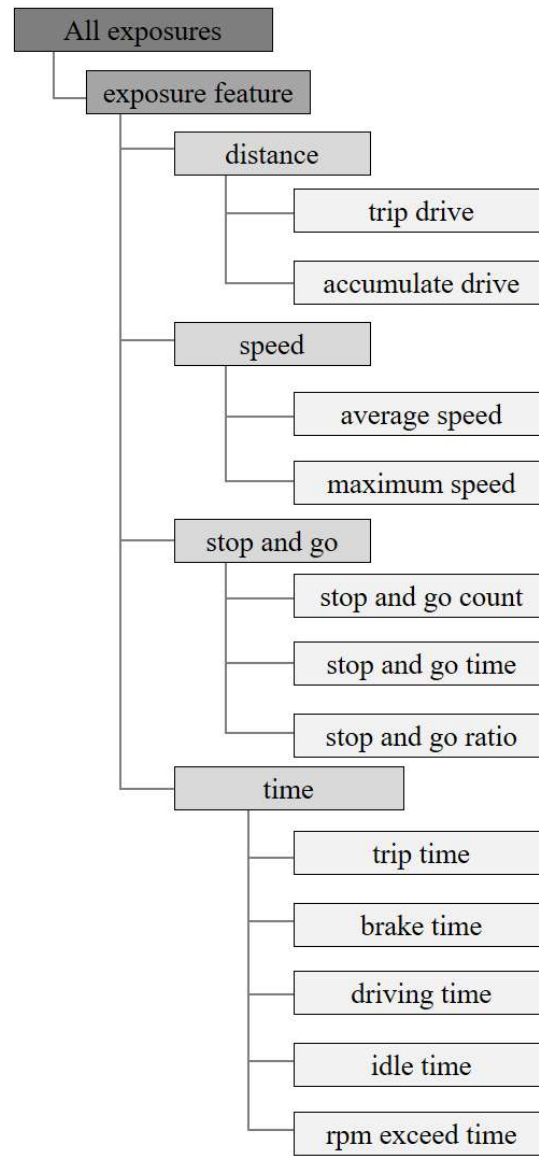 All exposures
exposure feature
distance
trip drive
accumulate drive
speed
average speed
maximum speed
stop and go
stop and go count
stop and go time
stop and go ratio
time
trip time
brake time
driving time
idle time
rpm exceed time